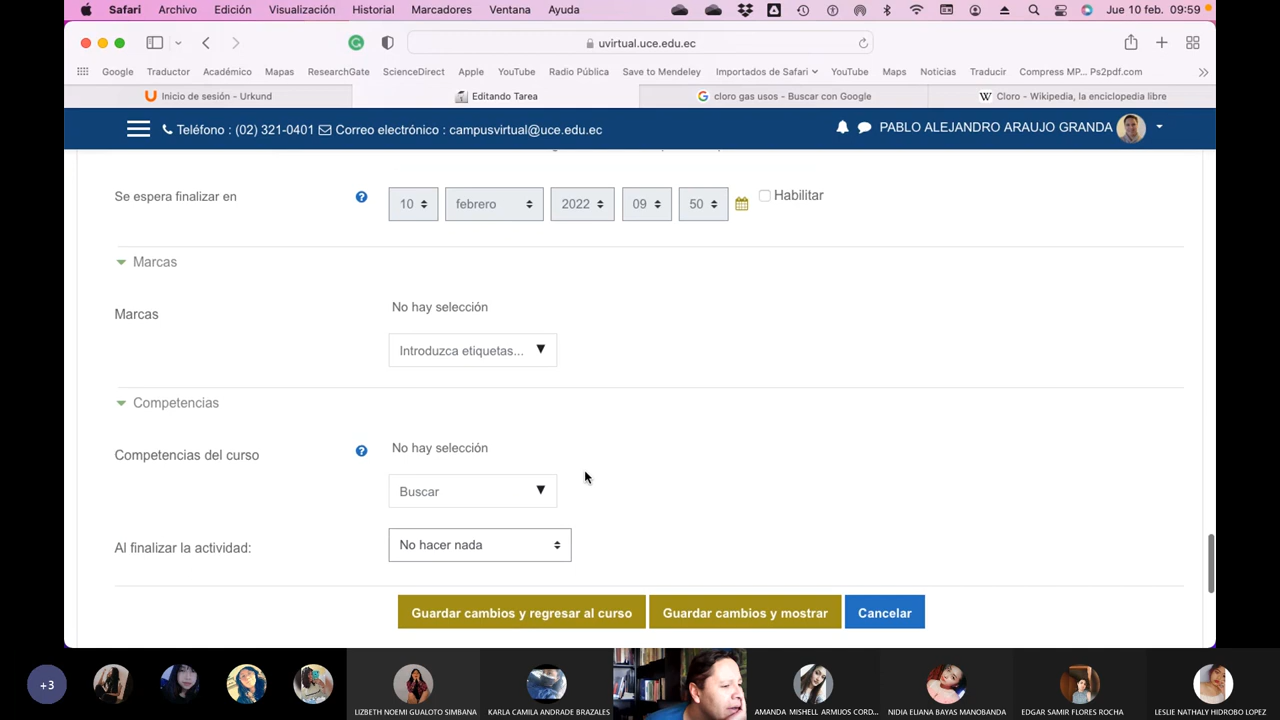 Safari Archivo Edición Visualización Historial Marcadores Ventana Ayuda Jue 10 feb. 09:59
uvirtual.uce.edu.ec
Google Traductor Académico Mapas ResearchGate ScienceDirect Apple YouTube Radio Pública Save to Mendeley Importados de Safari YouTube Maps Noticias Traducir Compress MP... Ps2pdf.com
Inicio de sesión - Urkund Editando Tarea cloro gas usos - Buscar con Google Cloro - Wikipedia, la enciclopedia libre
Teléfono : (02) 321-0401 Correo electrónico : campusvirtual@uce.edu.ec PABLO ALEJANDRO ARAUJO GRANDA
Se espera finalizar en 10 febrero 2022 09 50 Habilitar
Marcas
Marcas No hay selección
Introduzca etiquetas...
Competencias
Competencias del curso No hay selección
Buscar
Al finalizar la actividad: No hacer nada
Guardar cambios y regresar al curso Guardar cambios y mostrar Cancelar
+3
LIZBETH NOEMI GUALOTO SIMBANA KARLA CAMILA ANDRADE BRAZALES AMANDA MISHELL ARMIJOS CORD... NIDIA ELIANA BAYAS MANOBANDA EDGAR SAMIR FLORES ROCHA LESLIE NATHALY HIDROBO LOPEZ